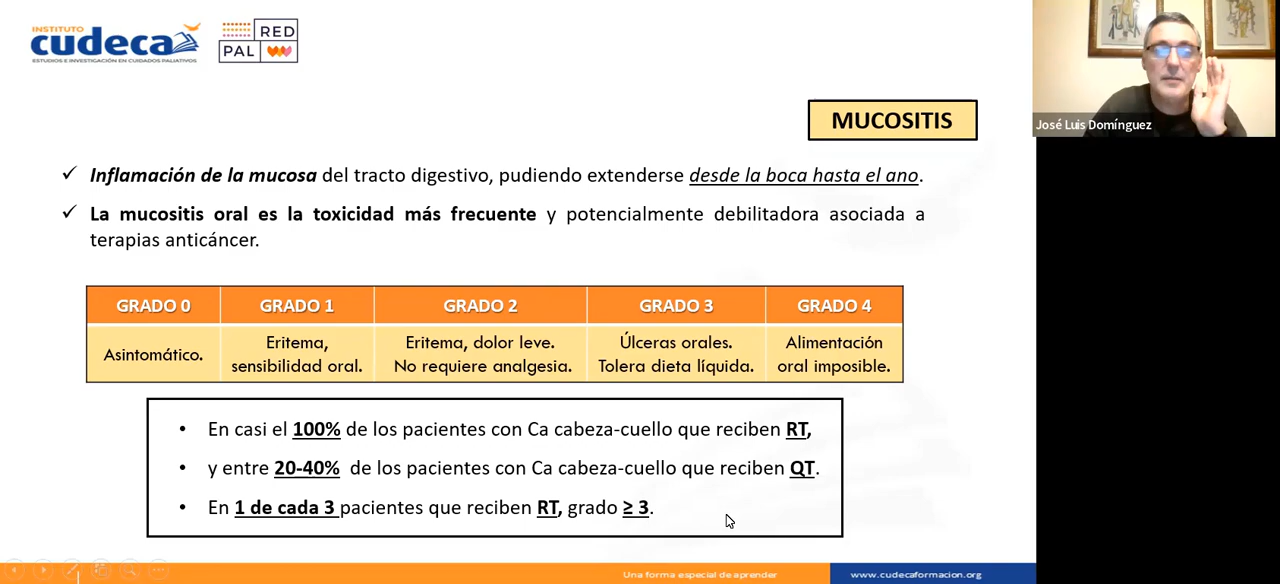 INSTITUTO
cudeca
ESTUDIOS E INVESTIGACIÓN EN CUIDADOS PALIATIVOS
RED
PAL
José Luis Domínguez
MUCOSITIS
✓ Inflamación de la mucosa del tracto digestivo, pudiendo extenderse desde la boca hasta el ano.
✓ La mucositis oral es la toxicidad más frecuente y potencialmente debilitadora asociada a
terapias anticáncer.
GRADO 0 GRADO 1 GRADO 2 GRADO 3 GRADO 4
Asintomático.
Eritema,
sensibilidad oral.
Eritema, dolor leve.
No requiere analgesia.
Úlceras orales.
Tolera dieta líquida.
Alimentación
oral imposible.
• En casi el 100% de los pacientes con Ca cabeza-cuello que reciben RT,
• y entre 20-40% de los pacientes con Ca cabeza-cuello que reciben QT.
• En 1 de cada 3 pacientes que reciben RT, grado ≥ 3.
Una forma especial de aprender
www.cudecaformacion.org